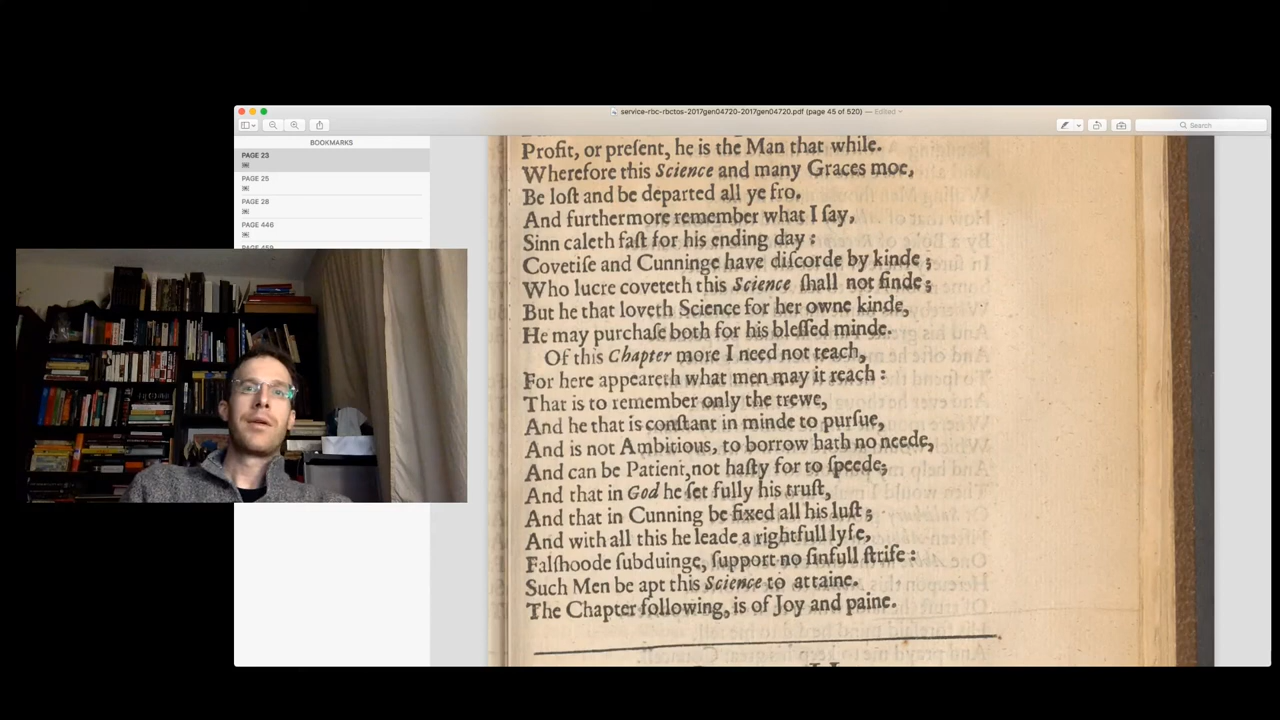 service-rbc-rbctos-2017gen04720-2017gen04720.pdf (page 45 of 520) — Edited
Search
BOOKMARKS
PAGE 23
PAGE 25
PAGE 28
PAGE 446
PAGE 459
Profit, or preſent, he is the Man that while.
Wherefore this Science and many Graces moe,
Be loſt and be departed all ye fro.
And furthermore remember what I ſay,
Sinn caleth faſt for his ending day :
Covetiſe and Cunninge have diſcorde by kinde ;
Who lucre coveteth this Science ſhall not finde ;
But he that loveth Science for her owne kinde,
He may purchaſe both for his bleſſed minde.
Of this Chapter more I need not teach,
For here appeareth what men may it reach :
That is to remember only the trewe,
And he that is conſtant in minde to purſue,
And is not Ambitious, to borrow hath no neede,
And can be Patient, not haſty for to ſpeede;
And that in God he ſet fully his truſt,
And that in Cunning be fixed all his luſt ;
And with all this he leade a rightfull lyfe,
Falſhoode ſubduinge, ſupport no ſinfull ſtrife :
Such Men be apt this Science to attaine.
The Chapter following, is of Joy and paine.